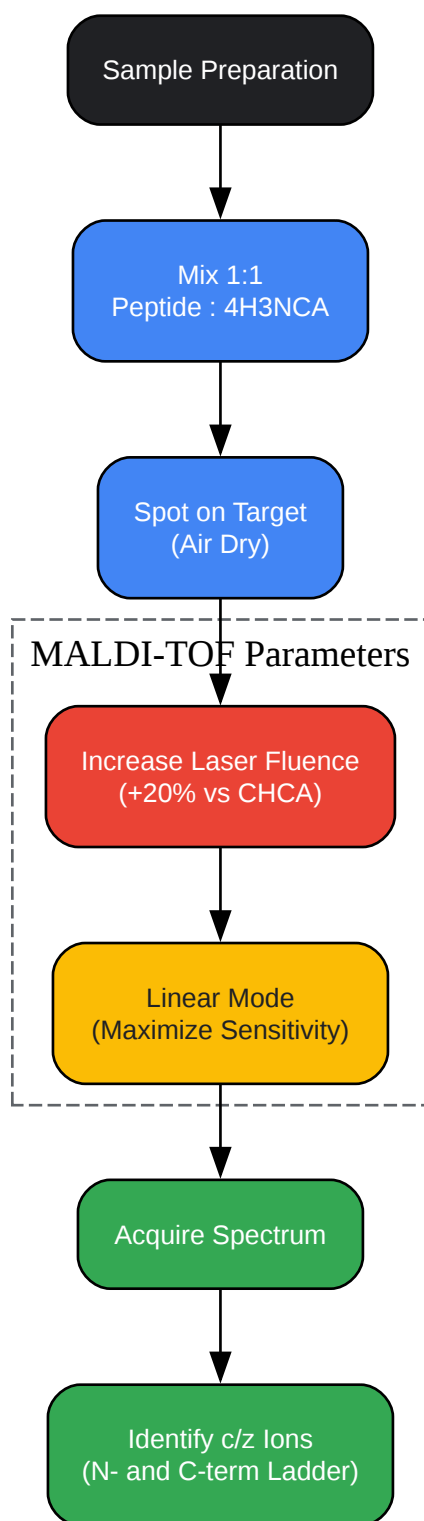 Sample Preparation
Mix 1:1
Peptide : 4H3NCA
Spot on Target
(Air Dry)
MALDI-TOF Parameters
Increase Laser Fluence
(+20% vs CHCA)
Linear Mode
(Maximize Sensitivity)
Acquire Spectrum
Identify c/z Ions
(N- and C-term Ladder)